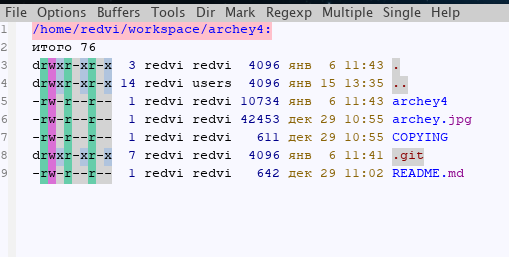 File Options Buffers Tools Dir Mark Regexp Multiple Single Help
1 /home/redvi/workspace/archey4:
2 итого 76
3 drwxr-xr-x 3 redvi redvi 4096 янв 6 11:43 .
4 drwxr-xr-x 14 redvi users 4096 янв 15 13:35 ..
5 -rw-r--r-- 1 redvi redvi 10734 янв 6 11:43 archey4
6 -rw-r--r-- 1 redvi redvi 42453 дек 29 10:55 archey.jpg
7 -rw-r--r-- 1 redvi redvi 611 дек 29 10:55 COPYING
8 drwxr-xr-x 7 redvi redvi 4096 янв 6 11:41 .git
9 -rw-r--r-- 1 redvi redvi 642 дек 29 11:02 README.md